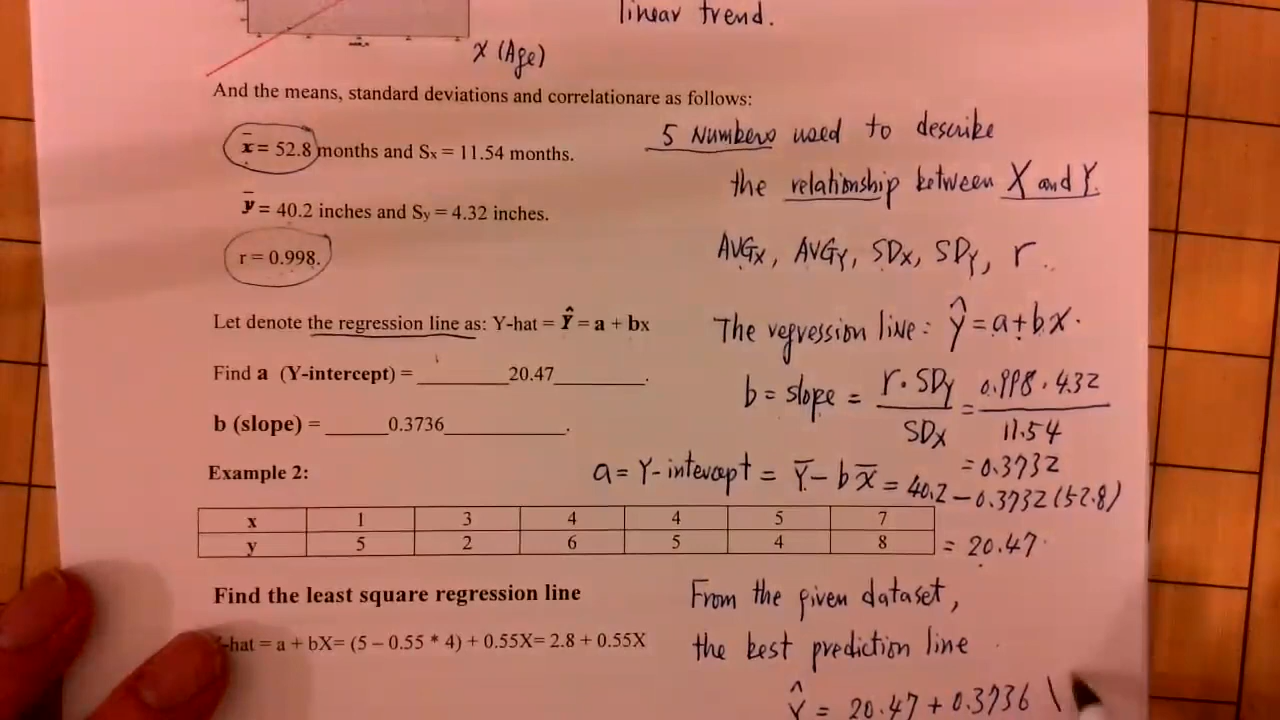 linear trend.
X (Age)
And the means, standard deviations and correlationare as follows:
x̄ = 52.8 months and Sx = 11.54 months.
ȳ = 40.2 inches and Sy = 4.32 inches.
r = 0.998.
5 Numbers used to describe
the relationship between X and Y.
AVGx, AVGY, SDx, SDY, r
Let denote the regression line as: Y-hat = Ŷ = a + bx
The regression line: Ŷ = a+bx.
Find a (Y-intercept) = ________20.47________.
b = slope = r · SDY / SDX = 0.998 · 4.32 / 11.54
= 0.3732
b (slope) = _____0.3736__________.
a = Y-intercept = Ȳ - b x̄ = 40.2 - 0.3732(52.8)
= 20.47
Example 2:
x 1 3 4 4 5 7
y 5 2 6 5 4 8
Find the least square regression line
-hat = a + bX= (5 – 0.55 * 4) + 0.55X= 2.8 + 0.55X
From the given dataset,
the best prediction line
Ŷ = 20.47 + 0.3736